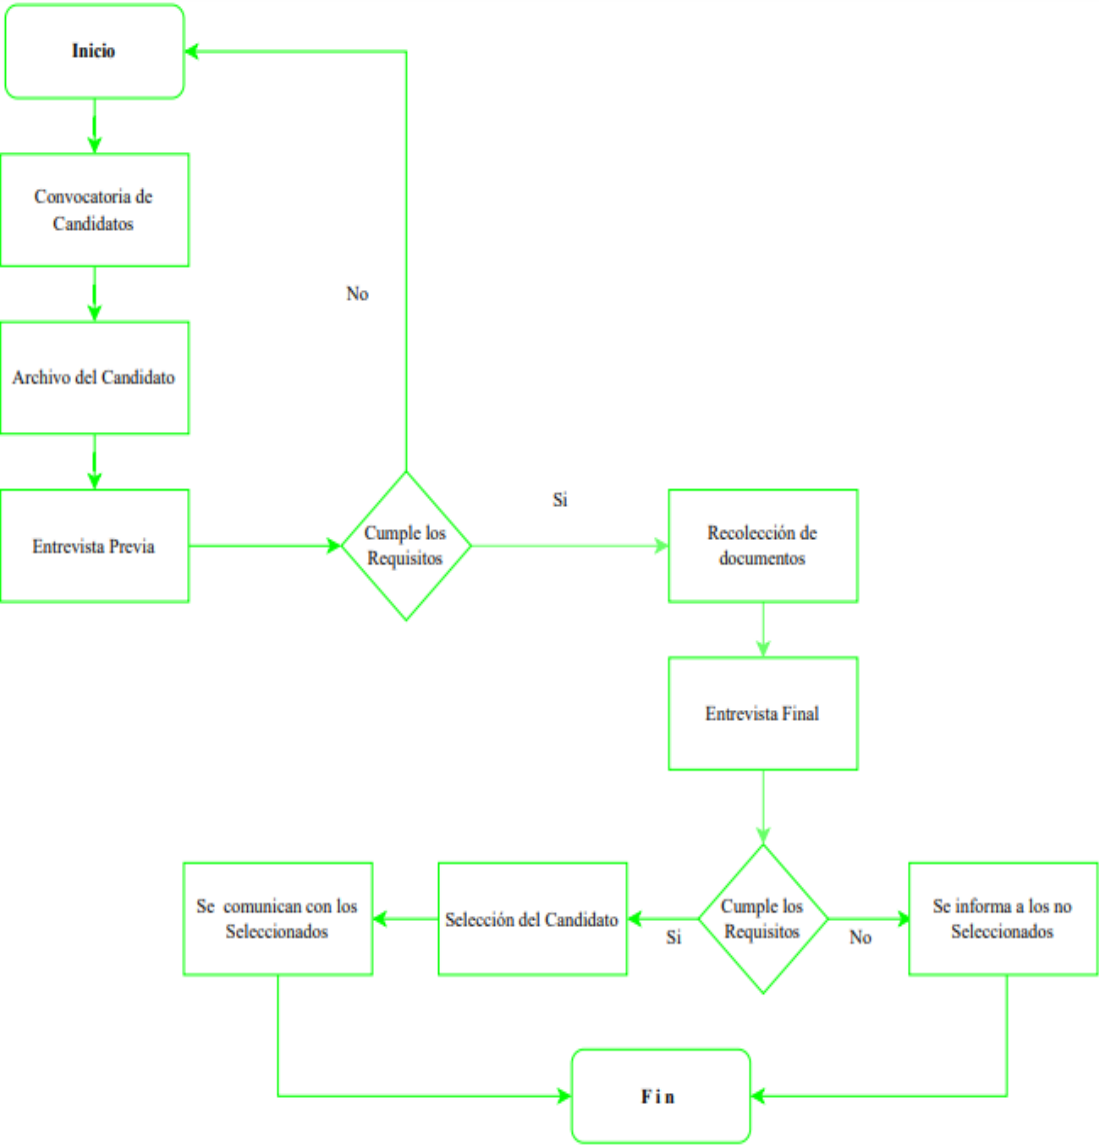 Inicio
Convocatoria de
Candidatos
No
Archivo del Candidato
Si
Entrevista Previa
Cumple los
Requisitos
Recolección de
documentos
Entrevista Final
Se comunican con los
Seleccionados
Selección del Candidato
Si
Cumple los
Requisitos
No
Se informa a los no
Seleccionados
Fin